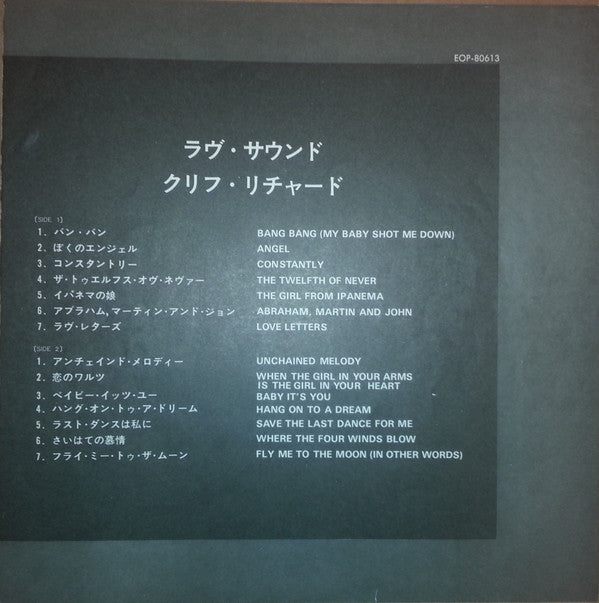 EOP-80613
ラヴ・サウンド
クリフ・リチャード
〔SIDE 1〕
1. バン・バン BANG BANG (MY BABY SHOT ME DOWN)
2. ぼくのエンジェル ANGEL
3. コンスタントリー CONSTANTLY
4. ザ・トゥエルフス・オヴ・ネヴァー THE TWELFTH OF NEVER
5. イパネマの娘 THE GIRL FROM IPANEMA
6. アブラハム,マーティン・アンド・ジョン ABRAHAM, MARTIN AND JOHN
7. ラヴ・レターズ LOVE LETTERS
〔SIDE 2〕
1. アンチェインド・メロディー UNCHAINED MELODY
2. 恋のワルツ WHEN THE GIRL IN YOUR ARMS
IS THE GIRL IN YOUR HEART
3. ベイビー・イッツ・ユー BABY IT'S YOU
4. ハング・オン・トゥ・ア・ドリーム HANG ON TO A DREAM
5. ラスト・ダンスは私に SAVE THE LAST DANCE FOR ME
6. さいはての慕情 WHERE THE FOUR WINDS BLOW
7. フライ・ミー・トゥ・ザ・ムーン FLY ME TO THE MOON (IN OTHER WORDS)